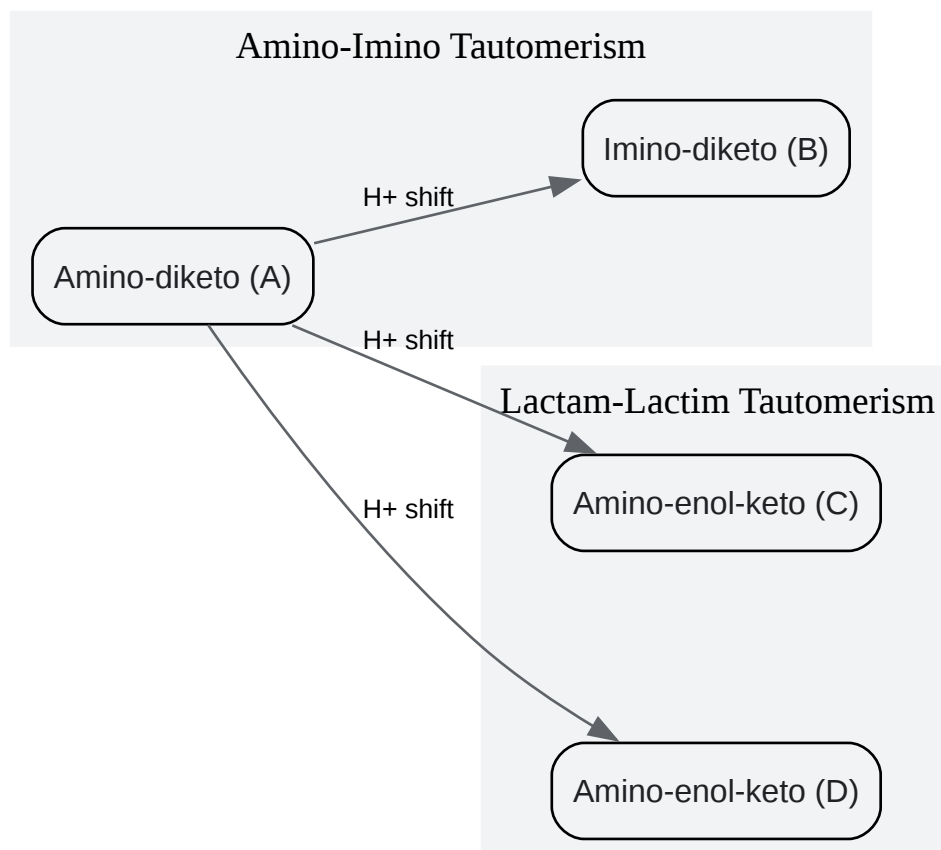 Amino-Imino Tautomerism
Imino-diketo (B)
H+ shift
Amino-diketo (A)
H+ shift
Lactam-Lactim Tautomerism
Amino-enol-keto (C)
H+ shift
Amino-enol-keto (D)